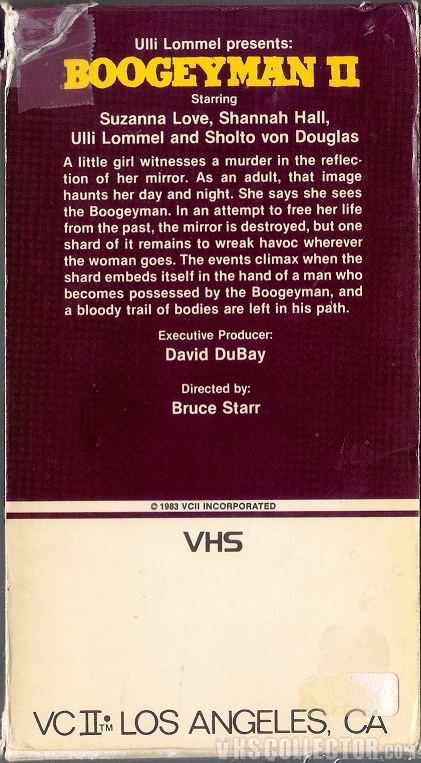 Ulli Lommel presents:
BOOGEYMAN II
Starring
Suzanna Love, Shannah Hall,
Ulli Lommel and Sholto von Douglas
A little girl witnesses a murder in the reflec-
tion of her mirror. As an adult, that image
haunts her day and night. She says she sees
the Boogeyman. In an attempt to free her life
from the past, the mirror is destroyed, but one
shard of it remains to wreak havoc wherever
the woman goes. The events climax when the
shard embeds itself in the hand of a man who
becomes possessed by the Boogeyman, and
a bloody trail of bodies are left in his path.
Executive Producer:
David DuBay
Directed by:
Bruce Starr
© 1983 VCII INCORPORATED
VHS
VCII™ LOS ANGELES, CA
VHSCOLLECTOR.com